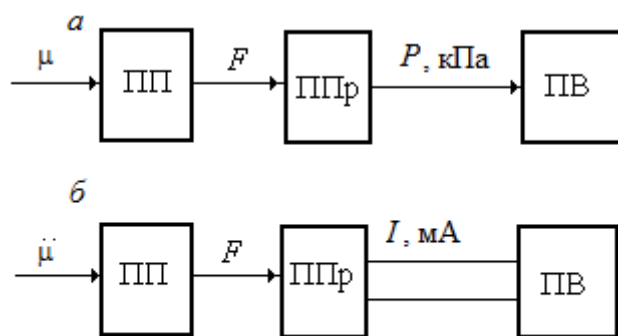 а
μ ПП F ППр P, кПа ПВ
б
μ̈ ПП F ППр I, мА ПВ